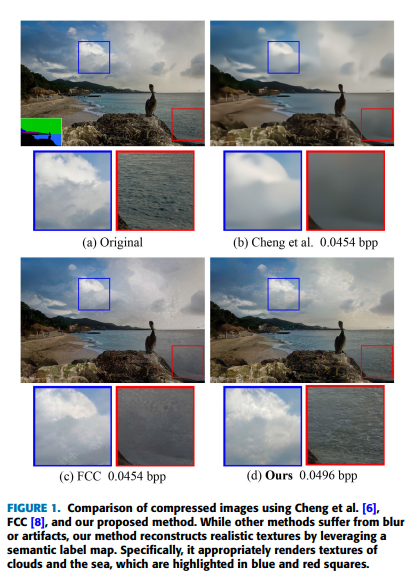 (a) Original
(b) Cheng et al. 0.0454 bpp
(c) FCC 0.0454 bpp
(d) Ours 0.0496 bpp
FIGURE 1. Comparison of compressed images using Cheng et al. [6],
FCC [8], and our proposed method. While other methods suffer from blur
or artifacts, our method reconstructs realistic textures by leveraging a
semantic label map. Specifically, it appropriately renders textures of
clouds and the sea, which are highlighted in blue and red squares.